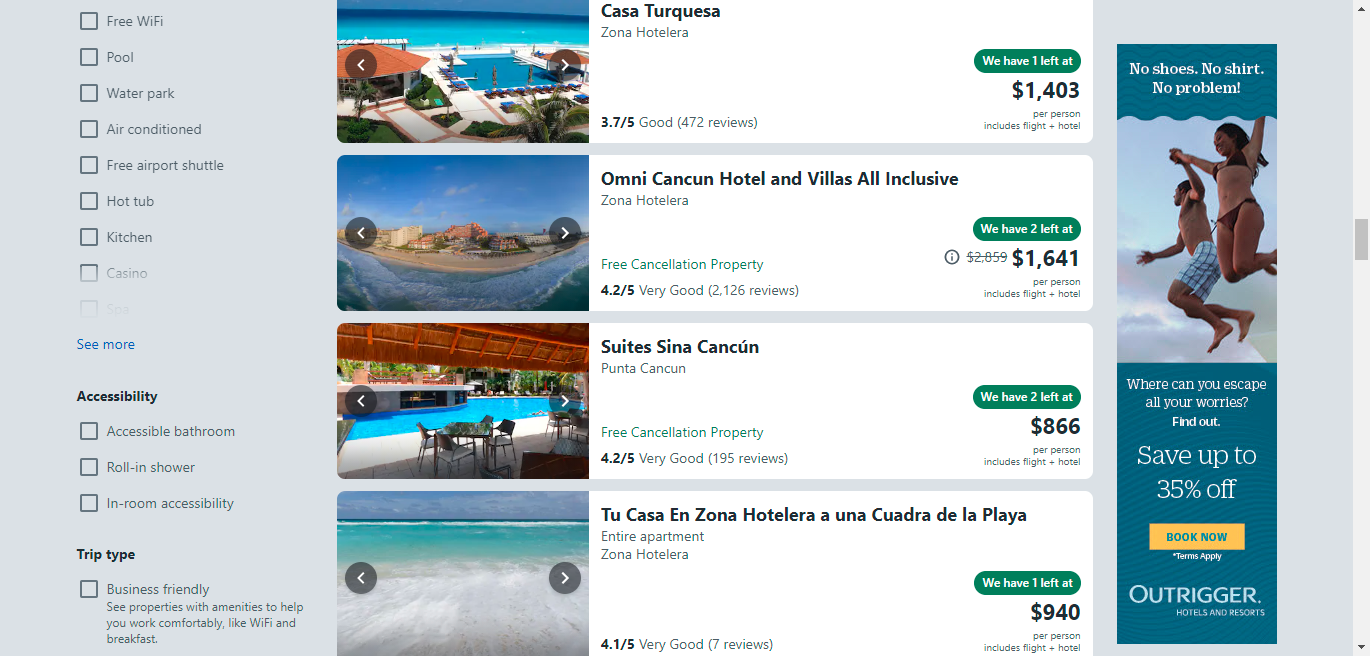 Free WiFi
Pool
Water park
Air conditioned
Free airport shuttle
Hot tub
Kitchen
Casino
Spa
See more
Accessibility
Accessible bathroom
Roll-in shower
In-room accessibility
Trip type
Business friendly
See properties with amenities to help
you work comfortably, like WiFi and
breakfast.
Casa Turquesa
Zona Hotelera
We have 1 left at
$1,403
per person
includes flight + hotel
3.7/5 Good (472 reviews)
Omni Cancun Hotel and Villas All Inclusive
Zona Hotelera
We have 2 left at
$2,859 $1,641
per person
includes flight + hotel
Free Cancellation Property
4.2/5 Very Good (2,126 reviews)
Suites Sina Cancún
Punta Cancun
We have 2 left at
$866
per person
includes flight + hotel
Free Cancellation Property
4.2/5 Very Good (195 reviews)
Tu Casa En Zona Hotelera a una Cuadra de la Playa
Entire apartment
Zona Hotelera
We have 1 left at
$940
per person
includes flight + hotel
4.1/5 Very Good (7 reviews)
No shoes. No shirt.
No problem!
Where can you escape
all your worries?
Find out.
Save up to
35% off
BOOK NOW
*Terms Apply
OUTRIGGER.
HOTELS AND RESORTS